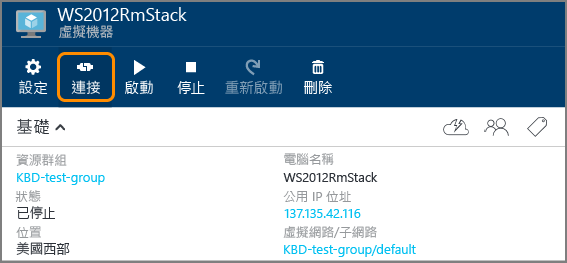 WS2012RmStack
虛擬機器
設定 連接 啟動 停止 重新啟動 刪除
基礎
資源群組 電腦名稱
KBD-test-group WS2012RmStack
狀態 公用 IP 位址
已停止 137.135.42.116
位置 虛擬網路/子網路
美國西部 KBD-test-group/default